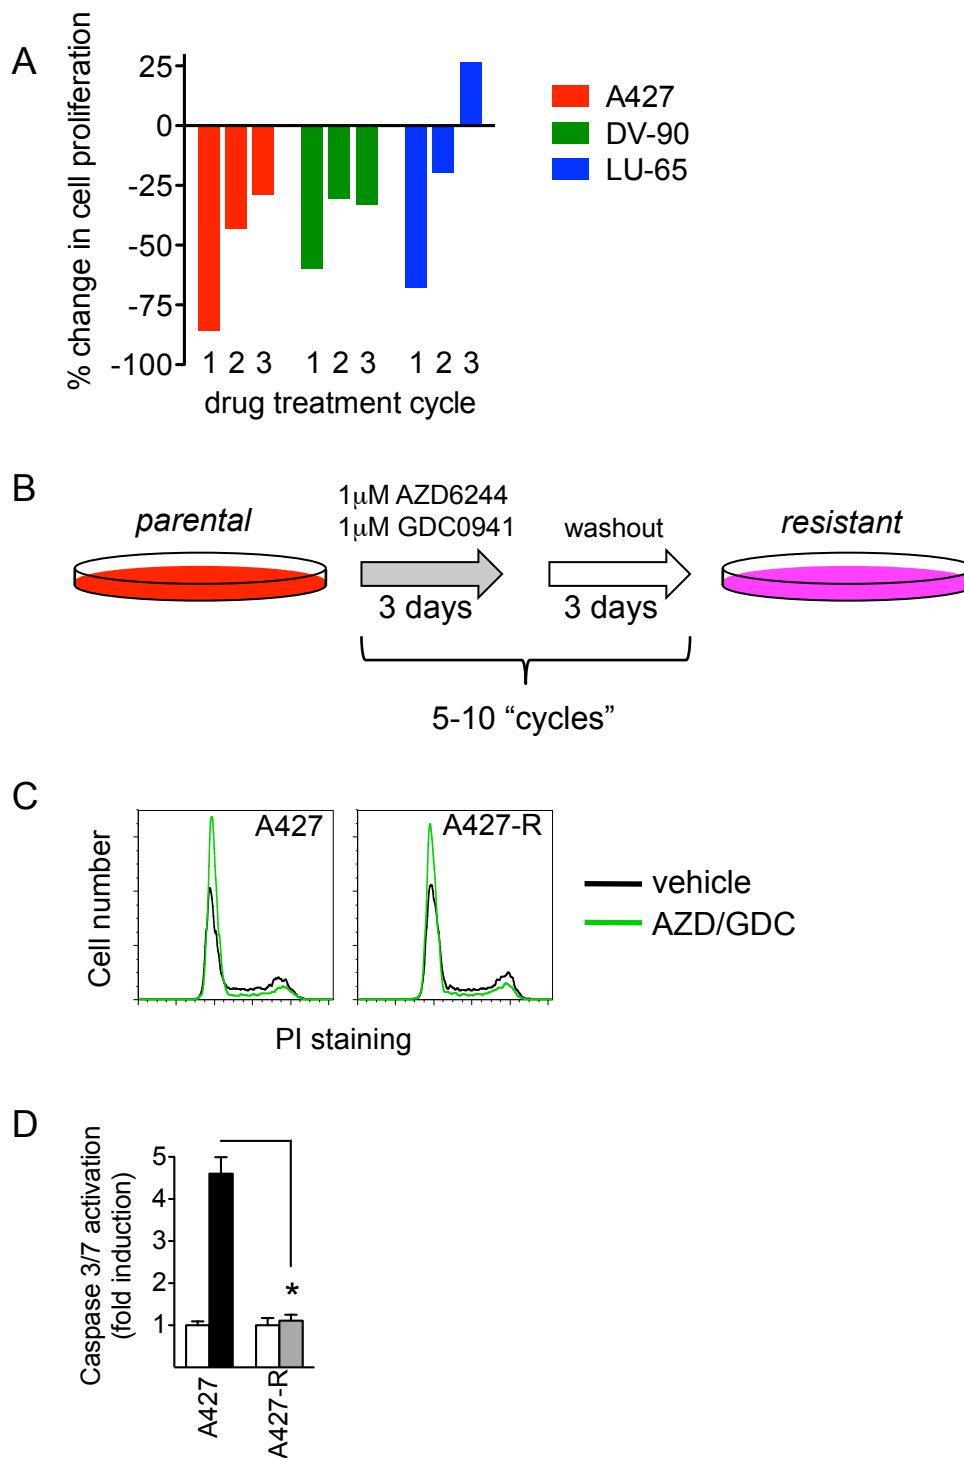 A
% change in cell proliferation
25
0
-25
-50
-75
-100
1 2 3 1 2 3 1 2 3
drug treatment cycle
A427
DV-90
LU-65
B
parental
1μM AZD6244
1μM GDC0941
3 days
washout
3 days
resistant
5-10 “cycles”
C
Cell number
A427
A427-R
PI staining
vehicle
AZD/GDC
D
Caspase 3/7 activation
(fold induction)
5
4
3
2
1
*
A427
A427-R